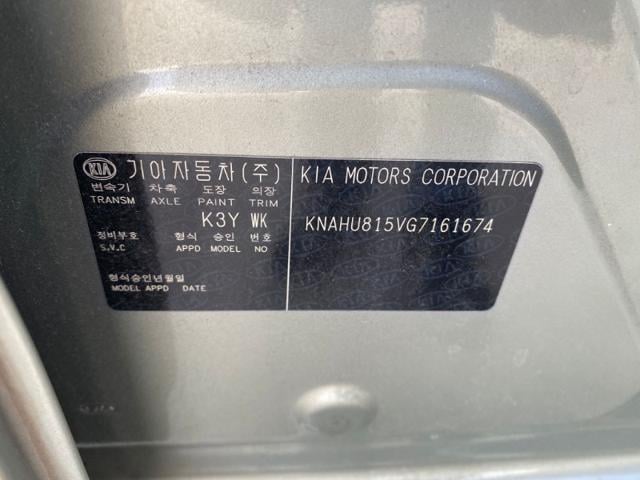 KIA 기아자동차(주)
변속기 차축 도장 의장
TRANSM AXLE PAINT TRIM
K3Y WK
정비부호 형식 승인 번호
S.V.C APPD MODEL NO
형식승인년월일
MODEL APPD DATE
KIA MOTORS CORPORATION
KNAHU815VG7161674